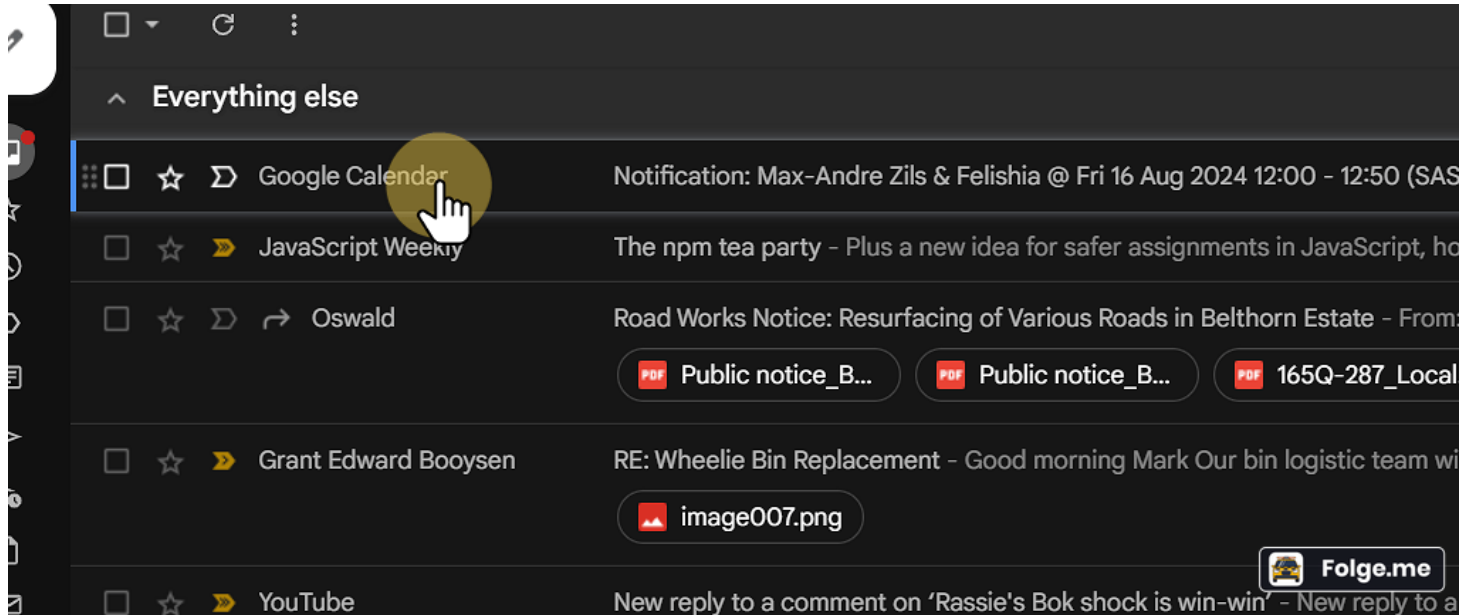 Everything else
Google Calendar Notification: Max-Andre Zils & Felishia @ Fri 16 Aug 2024 12:00 - 12:50 (SAS
JavaScript Weekly The npm tea party - Plus a new idea for safer assignments in JavaScript, ho
Oswald Road Works Notice: Resurfacing of Various Roads in Belthorn Estate - From:
PDF Public notice_B... PDF Public notice_B... PDF 165Q-287_Local
Grant Edward Booysen RE: Wheelie Bin Replacement - Good morning Mark Our bin logistic team wi
image007.png
Folge.me
YouTube New reply to a comment on ‘Rassie's Bok shock is win-win’ - New reply to a